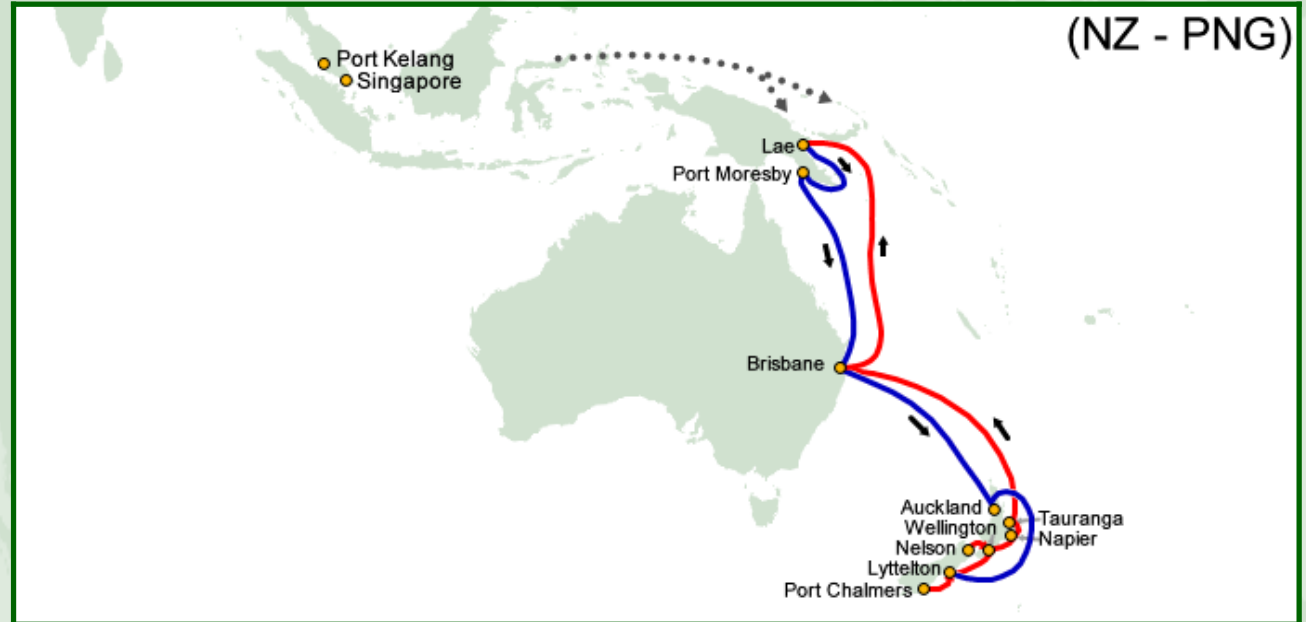 (NZ - PNG)
Port Kelang
Singapore
Lae
Port Moresby
Brisbane
Auckland
Tauranga
Wellington
Napier
Nelson
Lyttelton
Port Chalmers